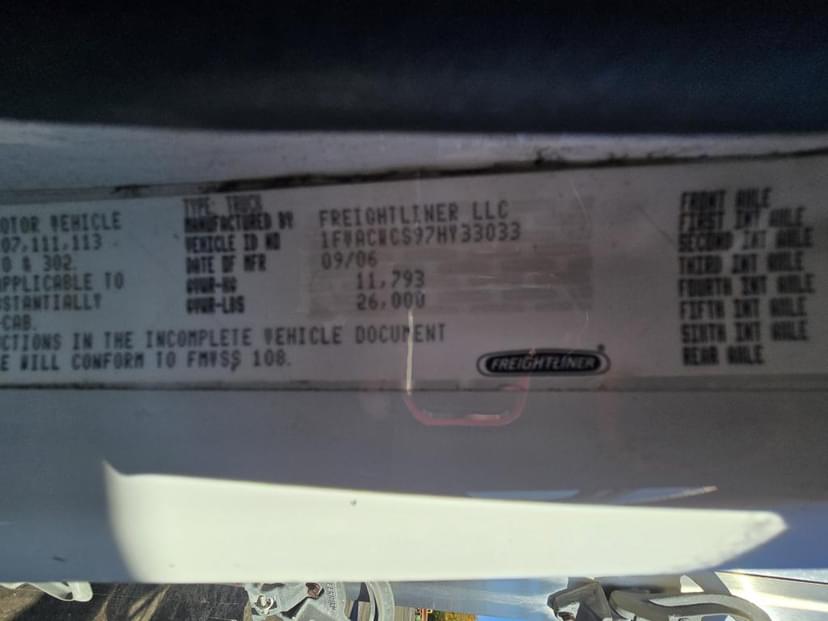 OTOR VEHICLE
07,111,113
0 & 302.
PPLICABLE TO
BSTANTIALLY
-CAB.
CTIONS IN THE INCOMPLETE VEHICLE DOCUMENT
E WILL CONFORM TO FMVSS 108.
TYPE: TRUCK
MANUFACTURED BY FREIGHTLINER LLC
VEHICLE ID NO 1FVACWCS97HY33033
DATE OF MFR 09/06
GVWR-KG 11,793
GVWR-LBS 26,000
FREIGHTLINER
FRONT AXLE
FIRST INT AXLE
SECOND INT AXLE
THIRD INT AXLE
FOURTH INT AXLE
FIFTH INT AXLE
SIXTH INT AXLE
REAR AXLE